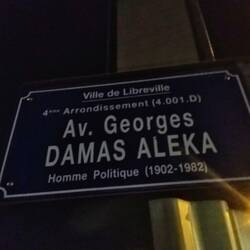 Ville de Libreville
4ème Arrondissement (4.001.D)
Av. Georges
DAMAS ALEKA
Homme Politique (1902-1982)